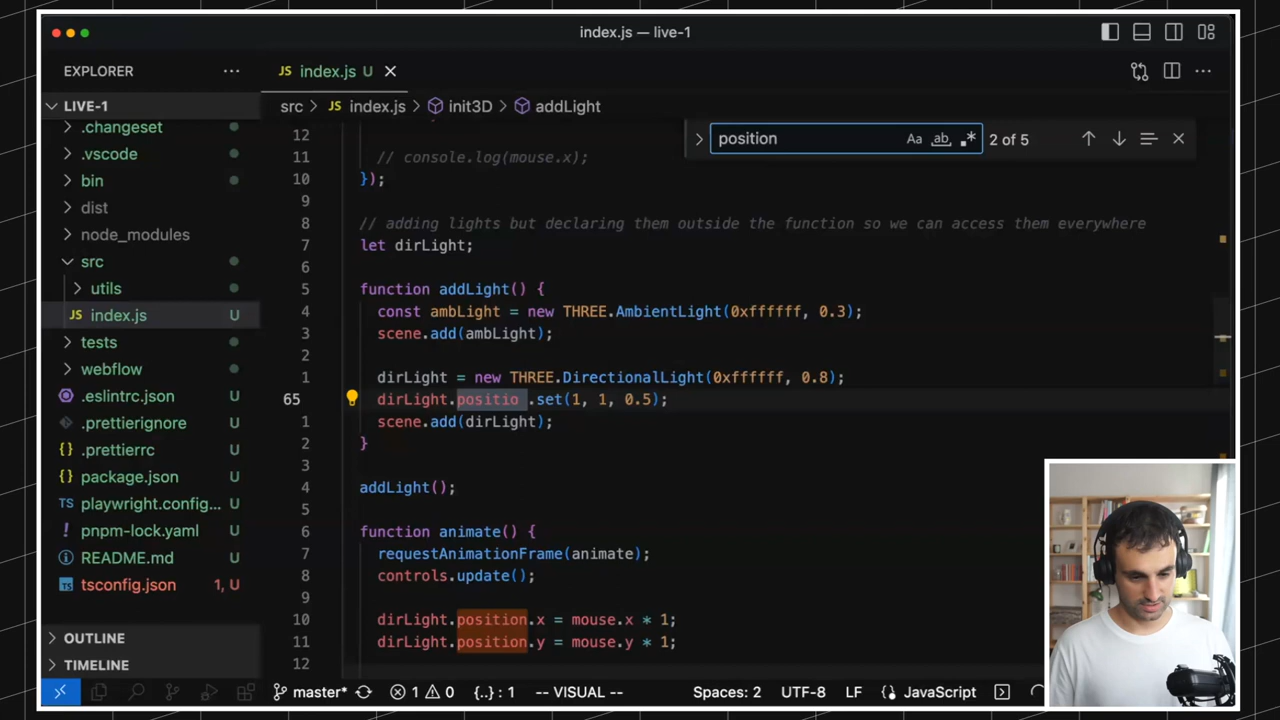 index.js — live-1
EXPLORER
JS index.js U
LIVE-1
src > JS index.js > init3D > addLight
.changeset
.vscode
bin
dist
node_modules
src
utils
JS index.js U
tests
webflow
.eslintrc.json U
.prettierignore U
{} .prettierrc U
{} package.json U
TS playwright.config... U
! pnpm-lock.yaml U
README.md U
TS tsconfig.json 1, U
OUTLINE
TIMELINE
position Aa ab .* 2 of 5
12
11 // console.log(mouse.x);
10 });
9
8 // adding lights but declaring them outside the function so we can access them everywhere
7 let dirLight;
6
5 function addLight() {
4 const ambLight = new THREE.AmbientLight(0xffffff, 0.3);
3 scene.add(ambLight);
2
1 dirLight = new THREE.DirectionalLight(0xffffff, 0.8);
65 dirLight.positio .set(1, 1, 0.5);
1 scene.add(dirLight);
2 }
3
4 addLight();
5
6 function animate() {
7 requestAnimationFrame(animate);
8 controls.update();
9
10 dirLight.position.x = mouse.x * 1;
11 dirLight.position.y = mouse.y * 1;
12
master* 1 0 {..} : 1 -- VISUAL -- Spaces: 2 UTF-8 LF JavaScript